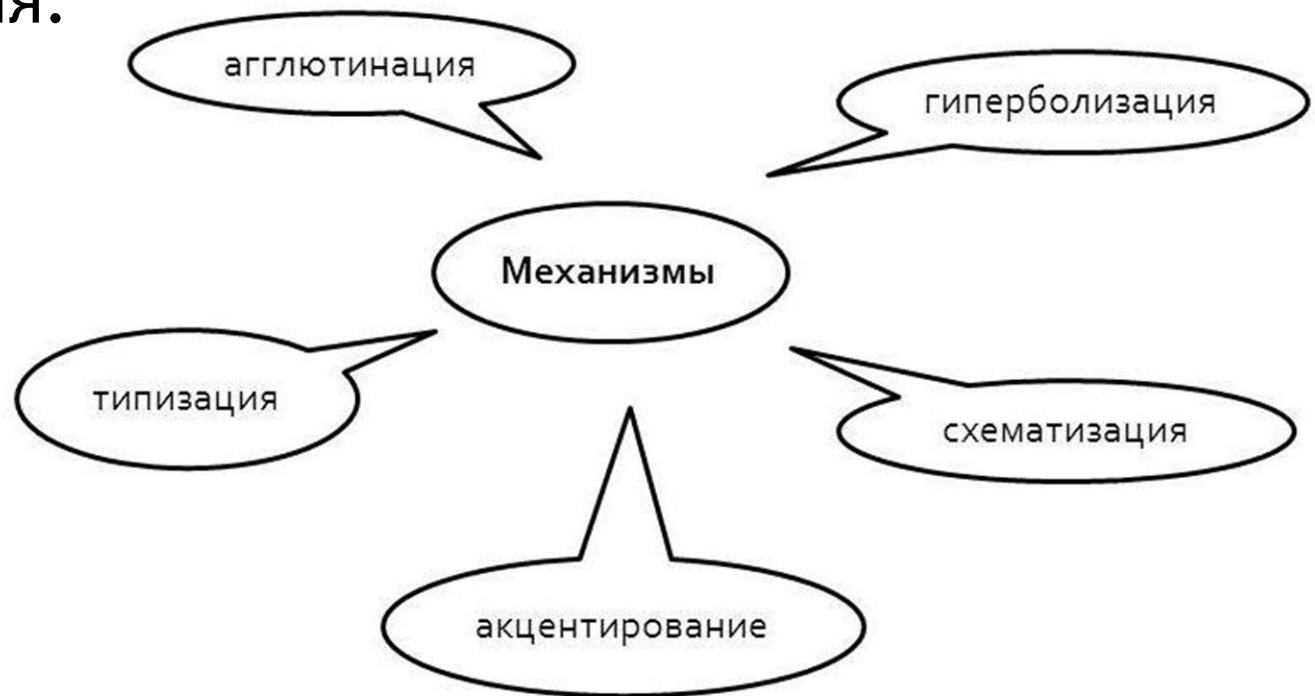 агглютинация
гиперболизация
Механизмы
типизация
схематизация
акцентирование